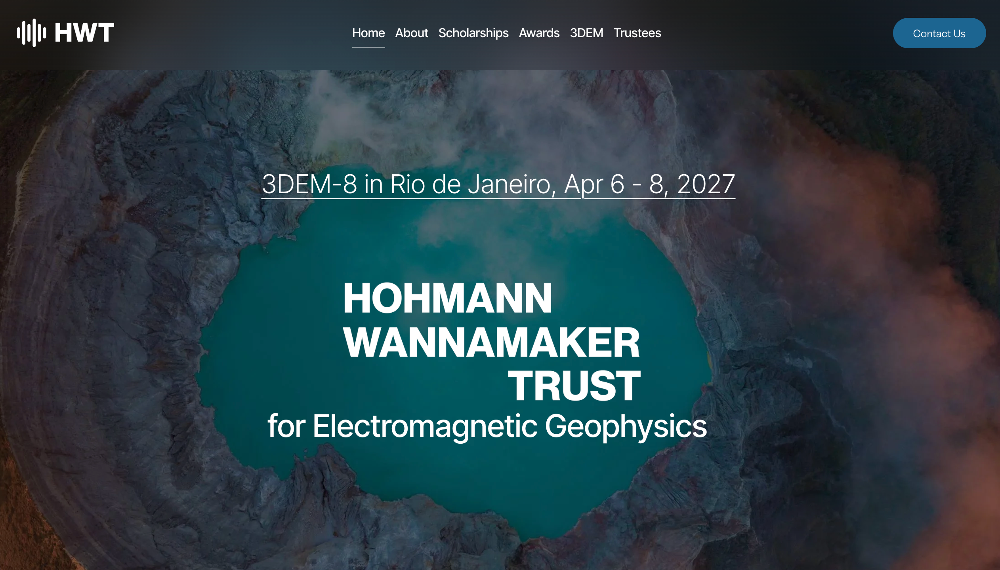 HWT
Home About Scholarships Awards 3DEM Trustees
Contact Us
3DEM-8 in Rio de Janeiro, Apr 6 - 8, 2027
HOHMANN
WANNAMAKER
TRUST
for Electromagnetic Geophysics